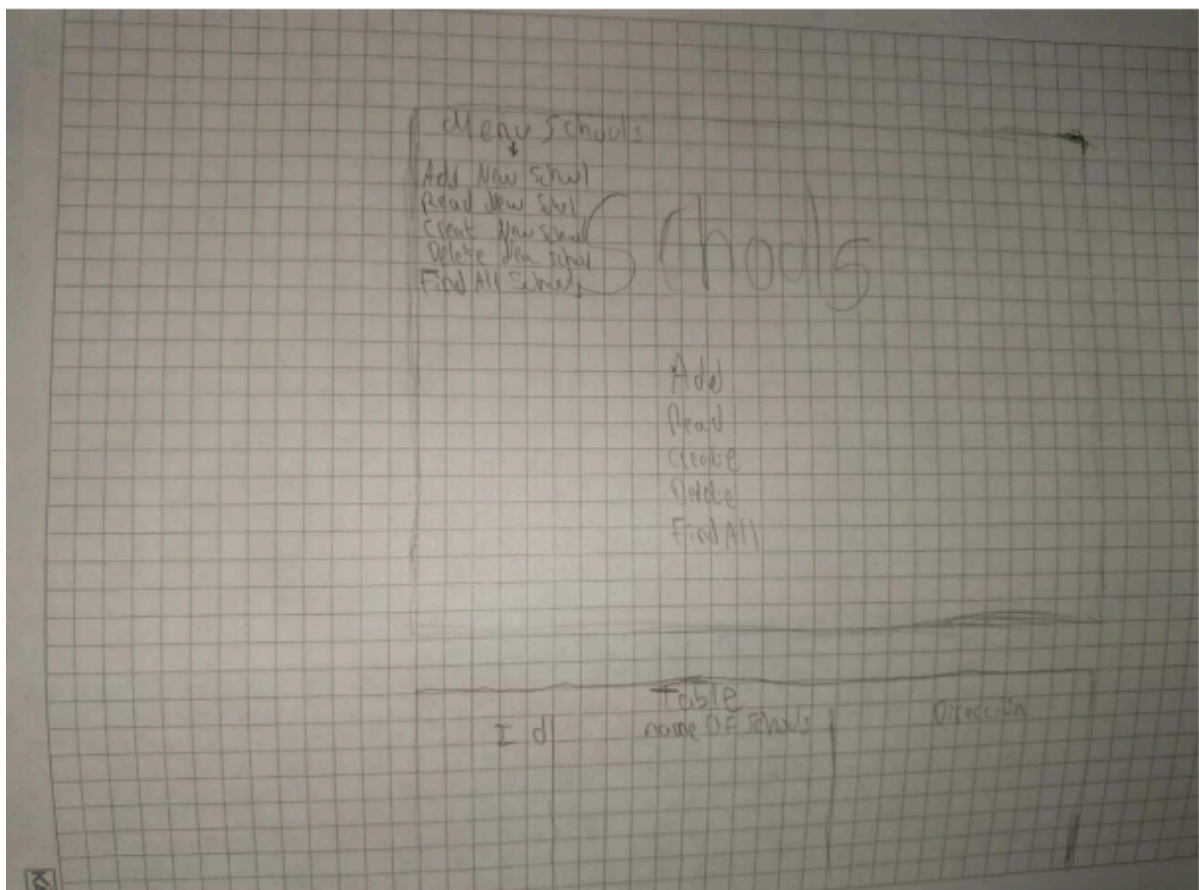 Menu Schools
Add New School
Read New School
Create New School
Delete New School
Find All Schools
Schools
Add
Read
Create
Delete
Find All
Table
Id
name OF Schools
Dirección